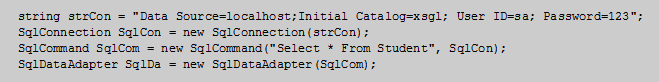 string strCon = "Data Source=localhost;Initial Catalog=xsgl; User ID=sa; Password=123";
SqlConnection SqlCon = new SqlConnection(strCon);
SqlCommand SqlCom = new SqlCommand("Select * From Student", SqlCon);
SqlDataAdapter SqlDa = new SqlDataAdapter(SqlCom);